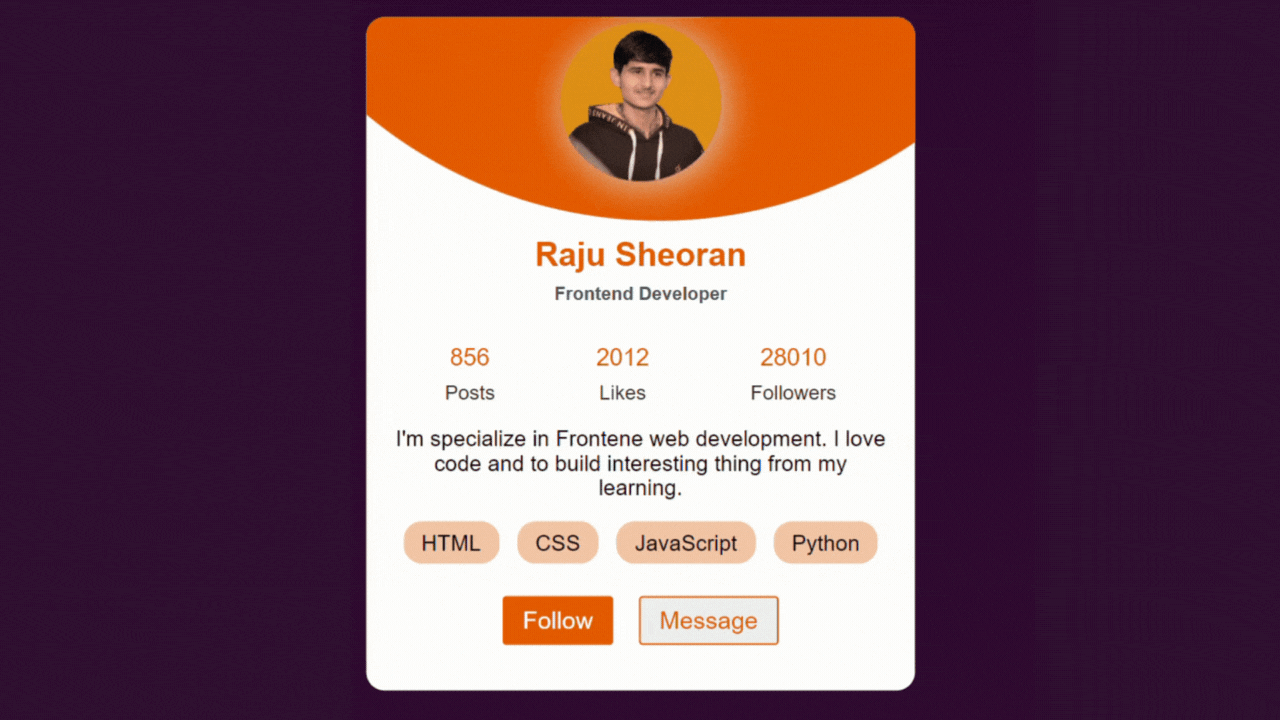 Raju Sheoran
Frontend Developer
856 2012 28010
Posts Likes Followers
I'm specialize in Frontene web development. I love
code and to build interesting thing from my
learning.
HTML CSS JavaScript Python
Follow Message